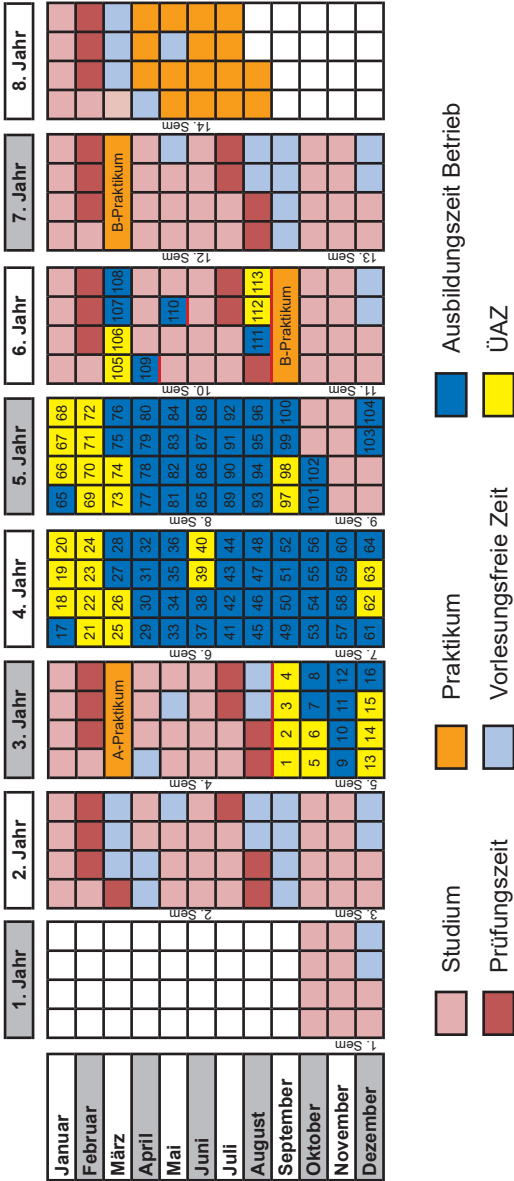 1. Jahr 2. Jahr 3. Jahr 4. Jahr 5. Jahr 6. Jahr 7. Jahr 8. Jahr
Januar 17 18 19 20 65 66 67 68
Februar 21 22 23 24 69 70 71 72
März A-Praktikum 25 26 27 28 73 74 75 76 105 106 107 108 B-Praktikum
April 29 30 31 32 77 78 79 80 109
Mai 33 34 35 36 81 82 83 84 110
Juni 37 38 39 40 85 86 87 88
Juli 41 42 43 44 89 90 91 92
August 45 46 47 48 93 94 95 96 111 112 113
September 1 2 3 4 49 50 51 52 97 98 99 100 B-Praktikum
Oktober 5 6 7 8 53 54 55 56 101 102
November 9 10 11 12 57 58 59 60
Dezember 13 14 15 16 61 62 63 64 103 104
1. Sem
2. Sem
3. Sem
4. Sem
5. Sem
6. Sem
7. Sem
8. Sem
9. Sem
10. Sem
11. Sem
12. Sem
13. Sem
14. Sem
Studium Praktikum Ausbildungszeit Betrieb
Prüfungszeit Vorlesungsfreie Zeit ÜAZ